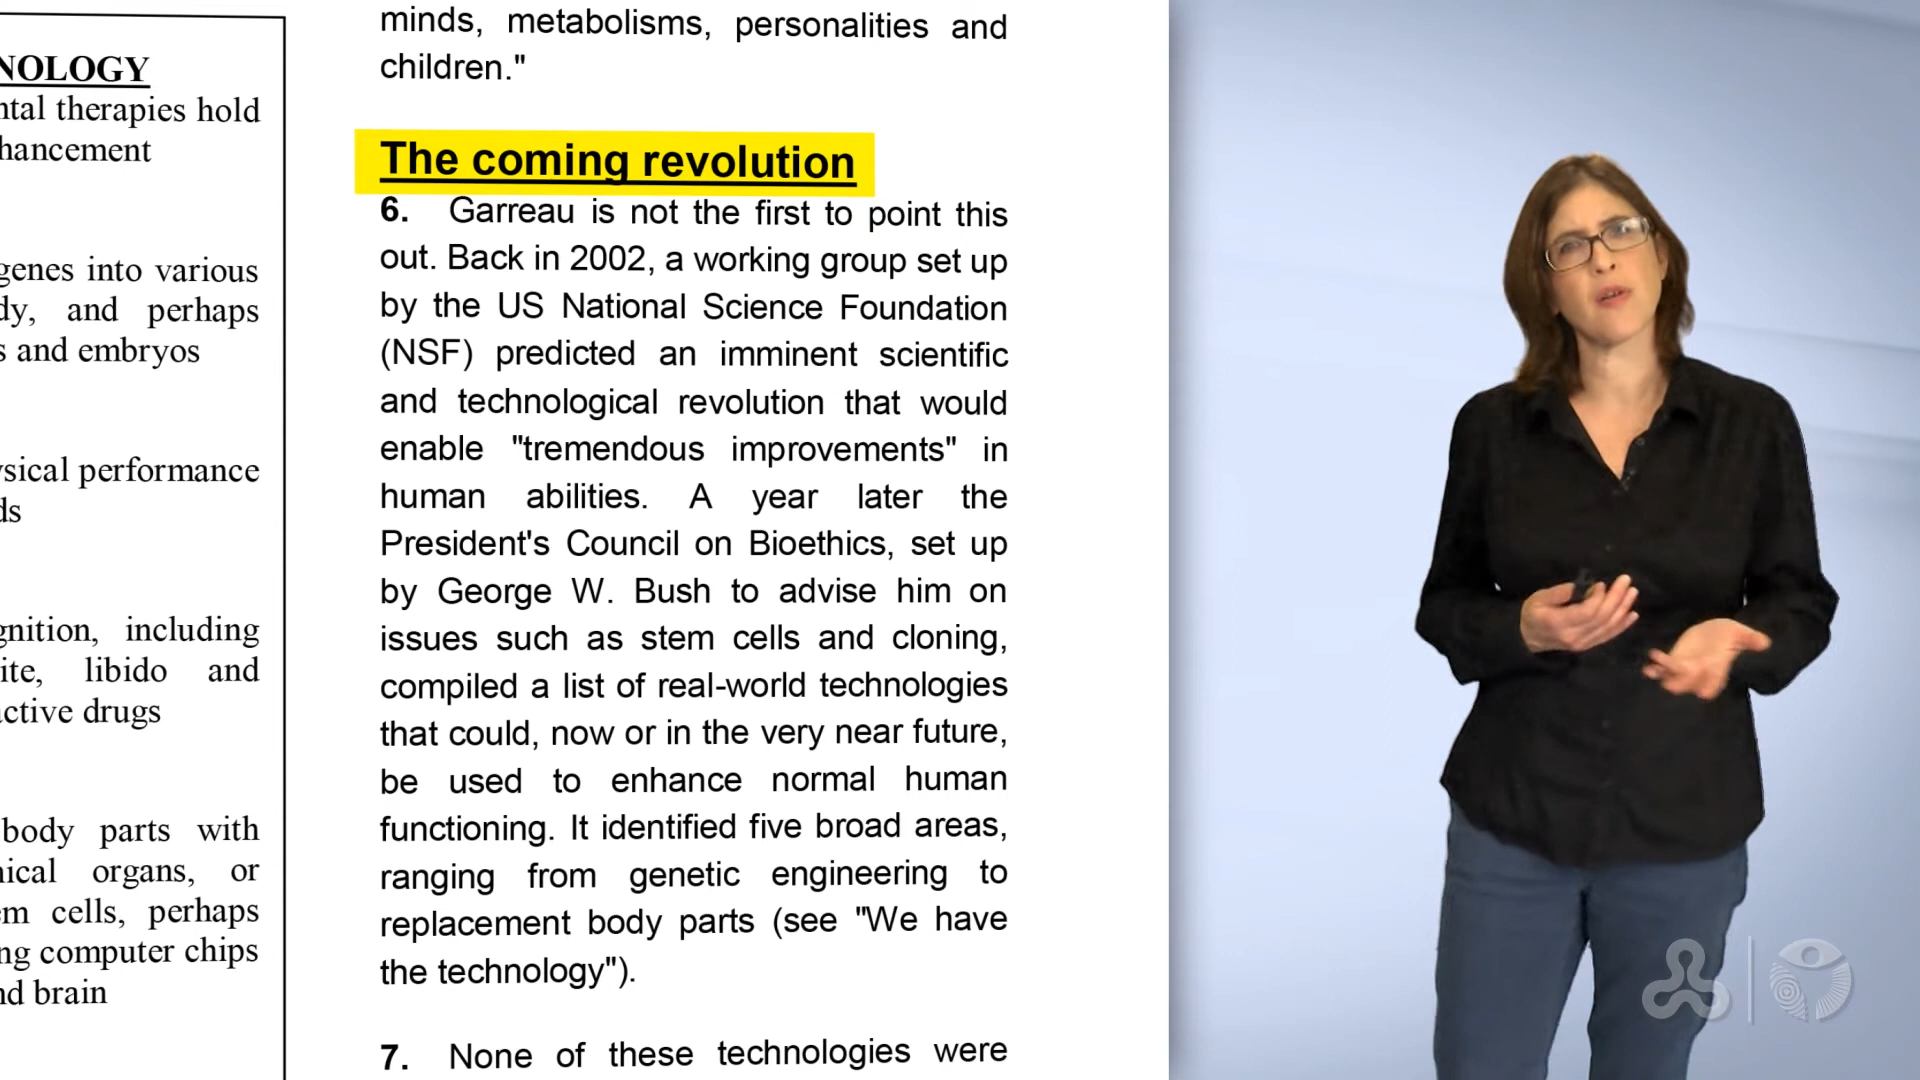 NOLOGY
ntal therapies hold
hancement
genes into various
dy, and perhaps
s and embryos
ysical performance
ds
gnition, including
ite, libido and
active drugs
body parts with
nical organs, or
em cells, perhaps
ng computer chips
nd brain
minds, metabolisms, personalities and
children."
The coming revolution
6. Garreau is not the first to point this
out. Back in 2002, a working group set up
by the US National Science Foundation
(NSF) predicted an imminent scientific
and technological revolution that would
enable "tremendous improvements" in
human abilities. A year later the
President's Council on Bioethics, set up
by George W. Bush to advise him on
issues such as stem cells and cloning,
compiled a list of real-world technologies
that could, now or in the very near future,
be used to enhance normal human
functioning. It identified five broad areas,
ranging from genetic engineering to
replacement body parts (see "We have
the technology").
7. None of these technologies were